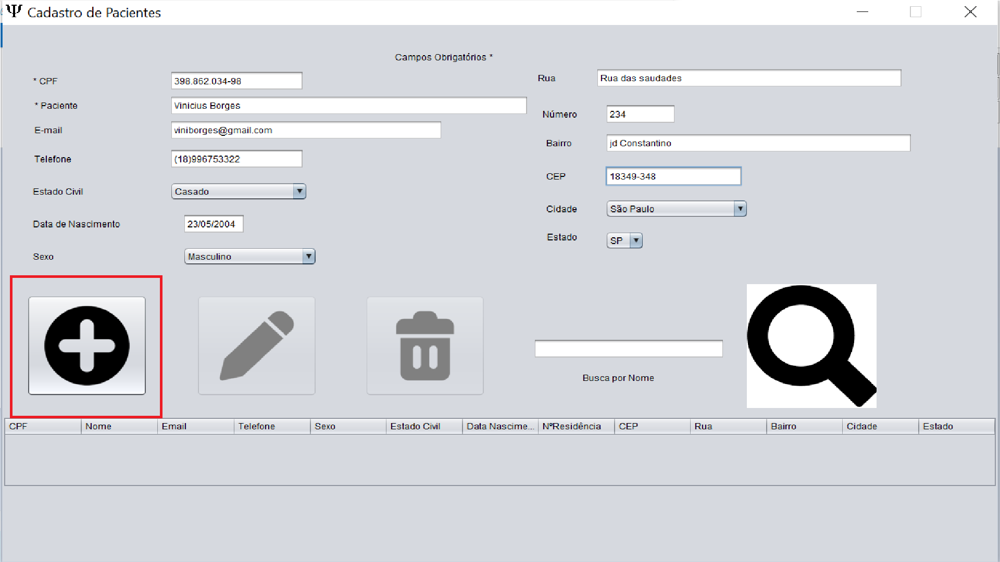 Ψ Cadastro de Pacientes
Campos Obrigatórios *
* CPF 398.862.034-98
* Paciente Vinicius Borges
E-mail viniborges@gmail.com
Telefone (18)996753322
Estado Civil Casado
Data de Nascimento 23/05/2004
Sexo Masculino
Rua Rua das saudades
Número 234
Bairro jd Constantino
CEP 18349-348
Cidade São Paulo
Estado SP
Busca por Nome
CPF Nome Email Telefone Sexo Estado Civil Data Nascime... NºResidência CEP Rua Bairro Cidade Estado